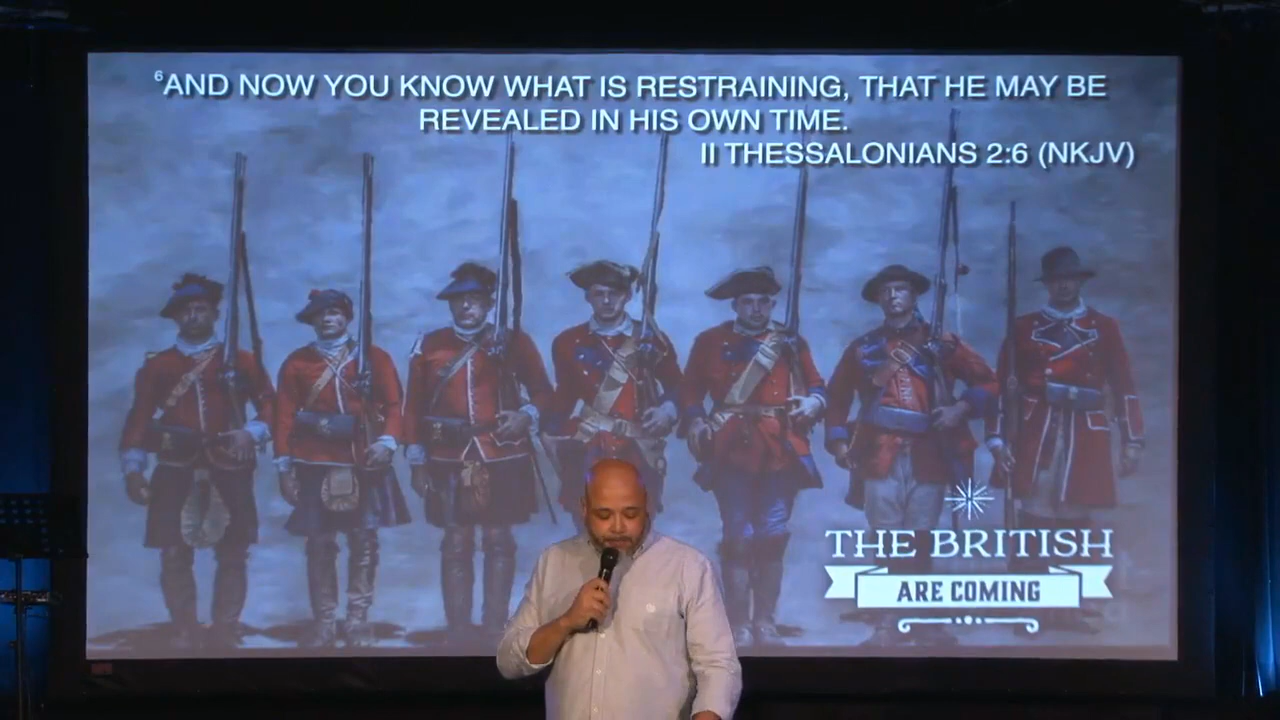 ⁶AND NOW YOU KNOW WHAT IS RESTRAINING, THAT HE MAY BE
REVEALED IN HIS OWN TIME.
II THESSALONIANS 2:6 (NKJV)
THE BRITISH
ARE COMING